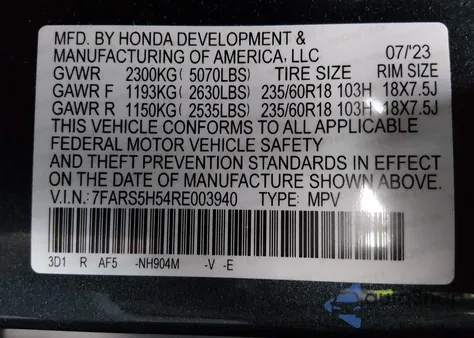 MFD. BY HONDA DEVELOPMENT &
MANUFACTURING OF AMERICA, LLC 07/'23
GVWR 2300KG ( 5070LBS) TIRE SIZE RIM SIZE
GAWR F 1193KG ( 2630LBS) 235/60R18 103H 18X7.5J
GAWR R 1150KG ( 2535LBS) 235/60R18 103H 18X7.5J
THIS VEHICLE CONFORMS TO ALL APPLICABLE
FEDERAL MOTOR VEHICLE SAFETY
AND THEFT PREVENTION STANDARDS IN EFFECT
ON THE DATE OF MANUFACTURE SHOWN ABOVE.
V.I.N.: 7FARS5H54RE003940 TYPE: MPV
3D1 R AF5 -NH904M -V -E